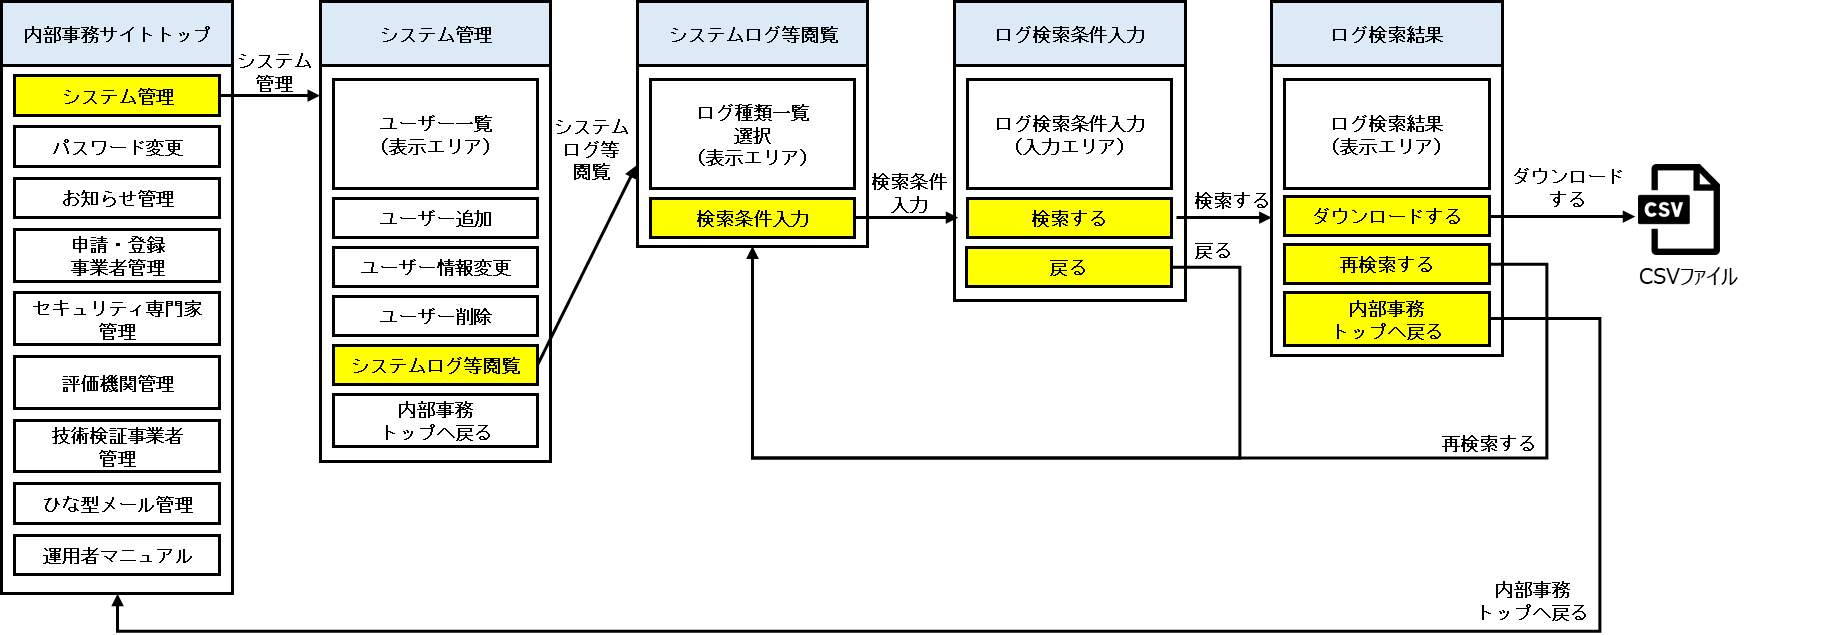 内部事務サイトトップ
システム管理
パスワード変更
お知らせ管理
申請・登録
事業者管理
セキュリティ専門家
管理
評価機関管理
技術検証事業者
管理
ひな型メール管理
運用者マニュアル
システム
管理
システム管理
ユーザー一覧
（表示エリア）
ユーザー追加
ユーザー情報変更
ユーザー削除
システムログ等閲覧
内部事務
トップへ戻る
システム
ログ等
閲覧
システムログ等閲覧
ログ種類一覧
選択
（表示エリア）
検索条件入力
検索条件
入力
ログ検索条件入力
ログ検索条件入力
（入力エリア）
検索する
戻る
検索する
戻る
ログ検索結果
ログ検索結果
（表示エリア）
ダウンロードする
再検索する
内部事務
トップへ戻る
ダウンロード
する
CSV
CSVファイル
再検索する
内部事務
トップへ戻る